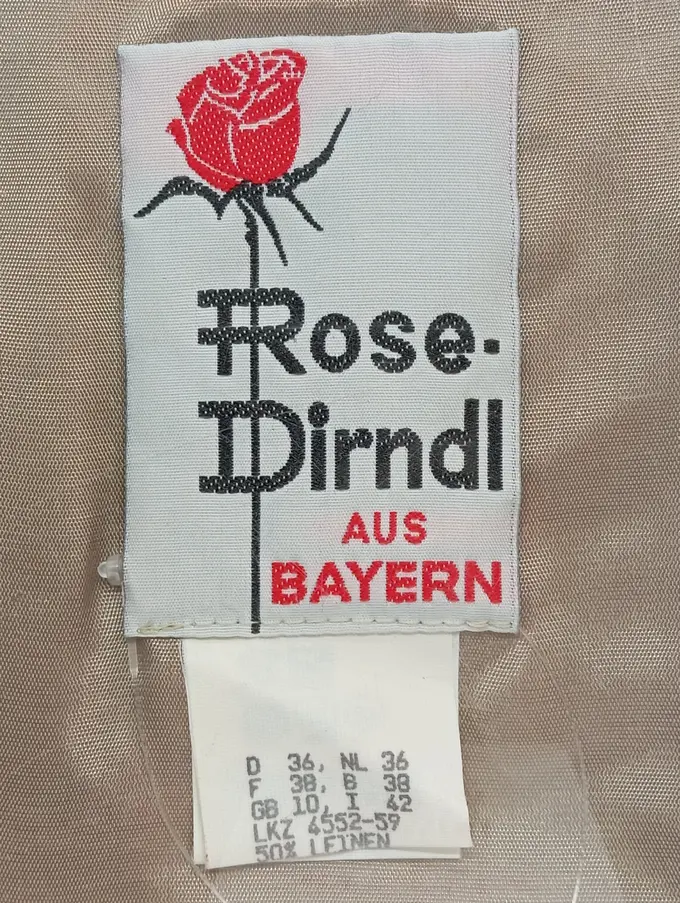 Rose-
Dirndl
AUS
BAYERN
D 36, NL 36
F 38, B 38
GB 10, I 42
LKZ 4552-59
50% LEINEN